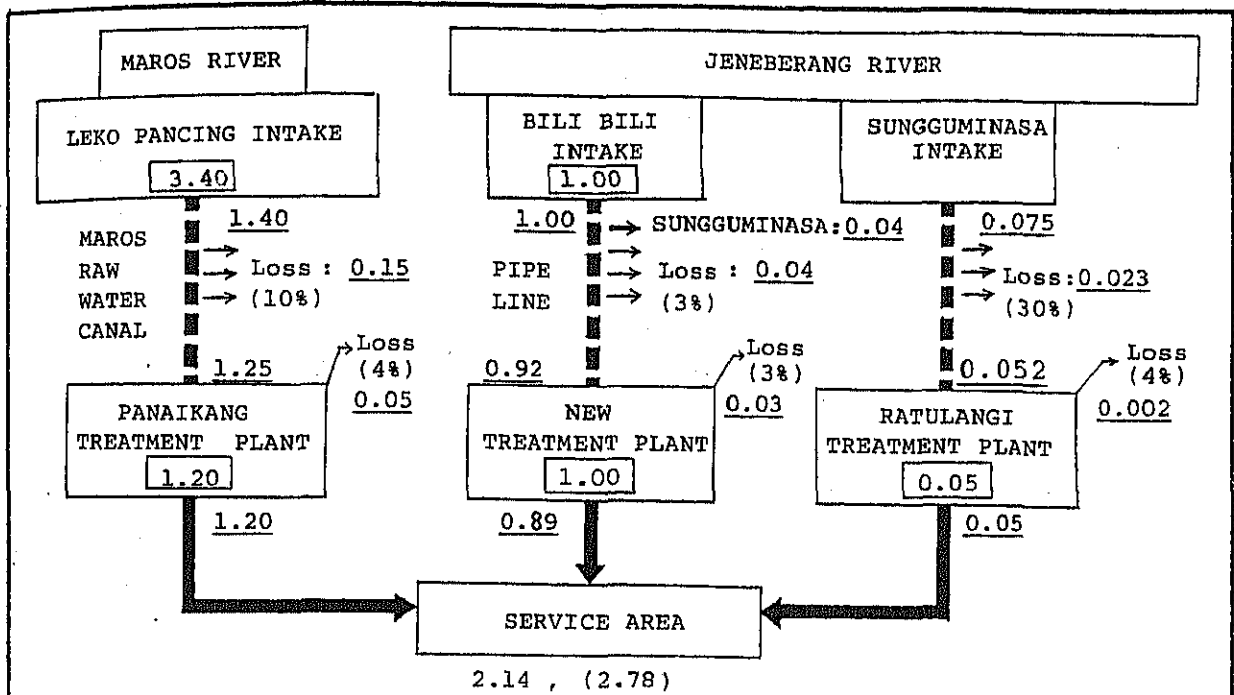 MAROS RIVER
JENEBERANG RIVER
LEKO PANCING INTAKE
3.40
BILI BILI
INTAKE
1.00
SUNGGUMINASA
INTAKE
1.40
MAROS
RAW
WATER
CANAL
Loss : 0.15
(10%)
1.00
SUNGGUMINASA:0.04
PIPE
LINE
Loss : 0.04
(3%)
0.075
Loss:0.023
(30%)
1.25
Loss
(4%)
0.05
0.92
Loss
(3%)
0.03
0.052
Loss
(4%)
0.002
PANAIKANG
TREATMENT PLANT
1.20
NEW
TREATMENT PLANT
1.00
RATULANGI
TREATMENT PLANT
0.05
1.20
0.89
0.05
SERVICE AREA
2.14 , (2.78)